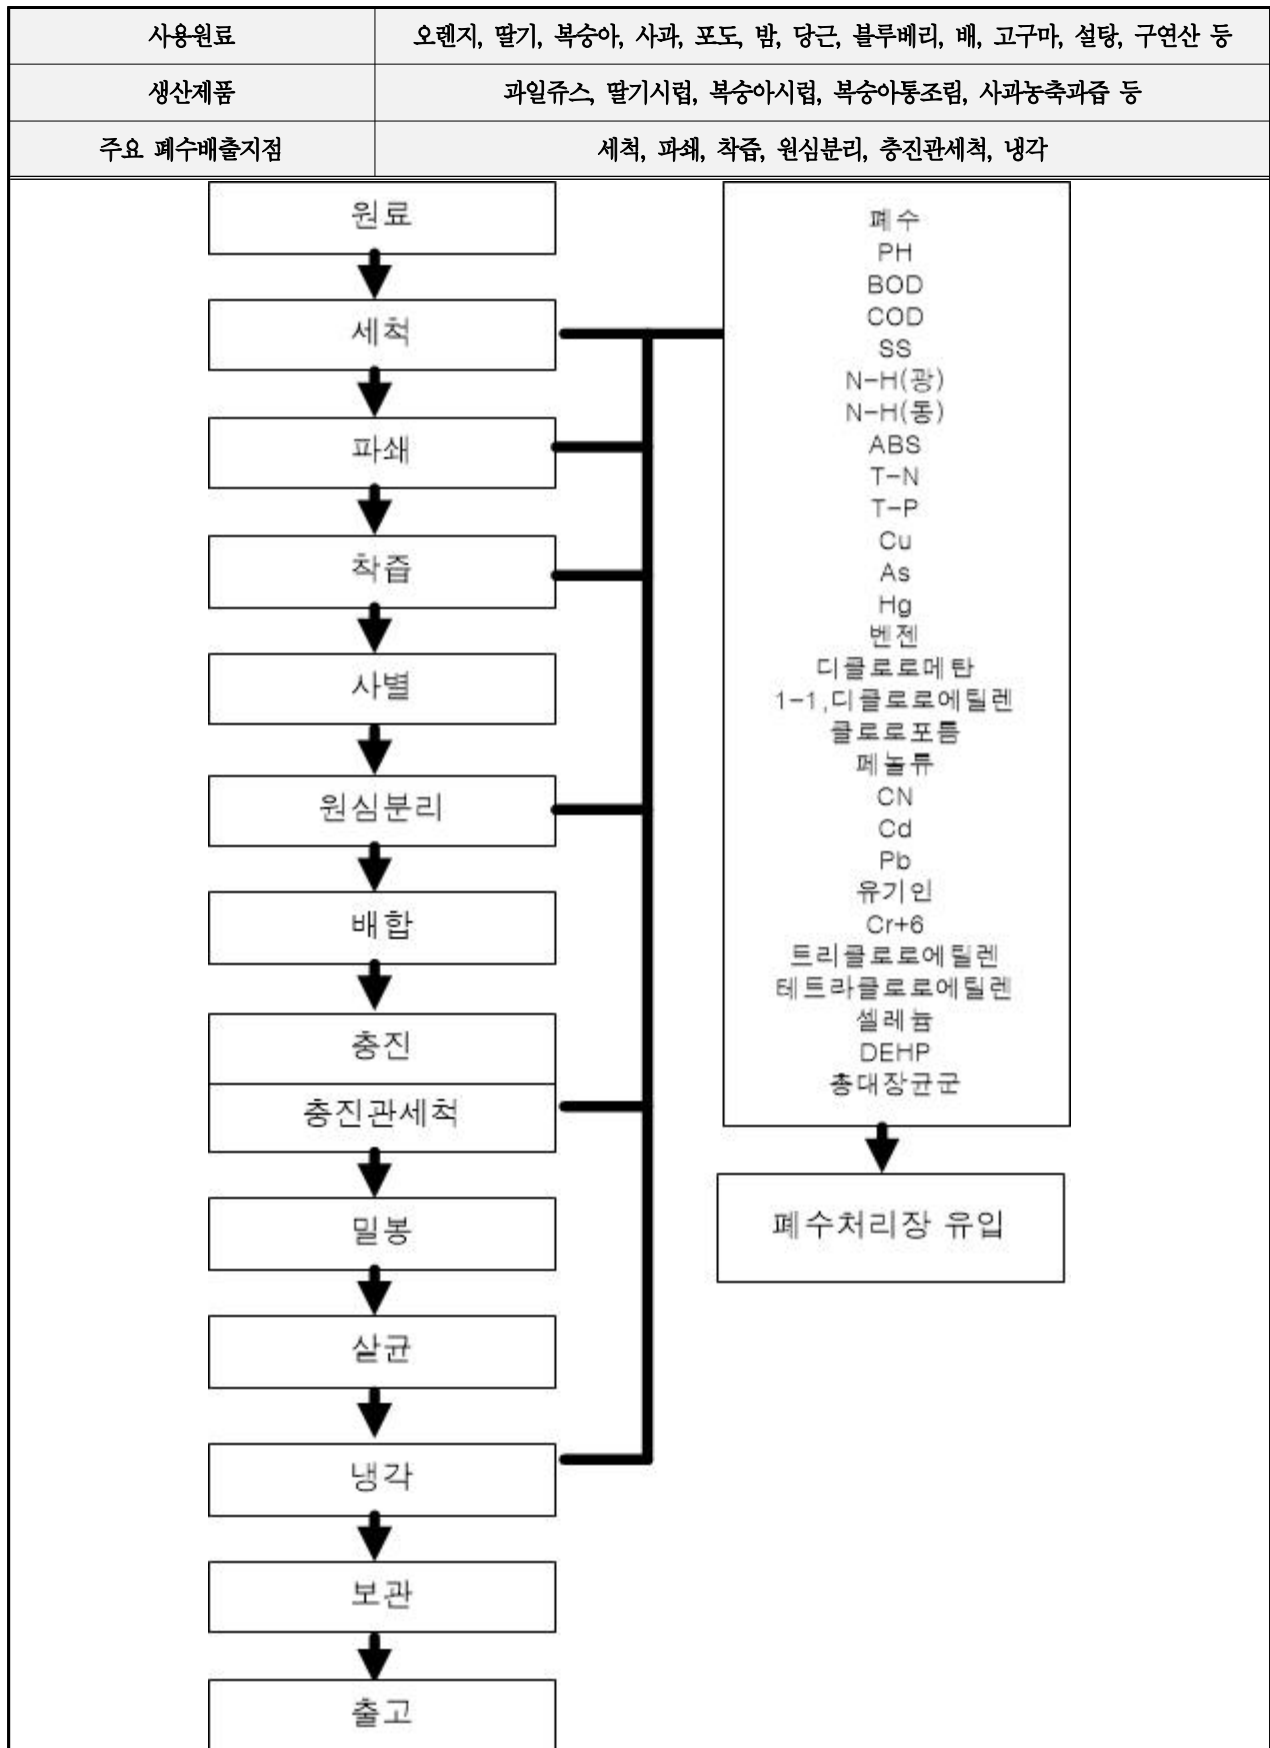 사용원료 오렌지, 딸기, 복숭아, 사과, 포도, 밤, 당근, 블루베리, 배, 고구마, 설탕, 구연산 등
생산제품 과일쥬스, 딸기시럽, 복숭아시럽, 복숭아통조림, 사과농축과즙 등
주요 폐수배출지점 세척, 파쇄, 착즙, 원심분리, 충진관세척, 냉각
원료
세척
파쇄
착즙
사별
원심분리
배합
충진
충진관세척
밀봉
살균
냉각
보관
출고
폐수
PH
BOD
COD
SS
N-H(광)
N-H(동)
ABS
T-N
T-P
Cu
As
Hg
벤젠
디클로로메탄
1-1,디클로로에틸렌
클로로포름
페놀류
CN
Cd
Pb
유기인
Cr+6
트리클로로에틸렌
테트라클로로에틸렌
셀레늄
DEHP
총대장균군
폐수처리장 유입